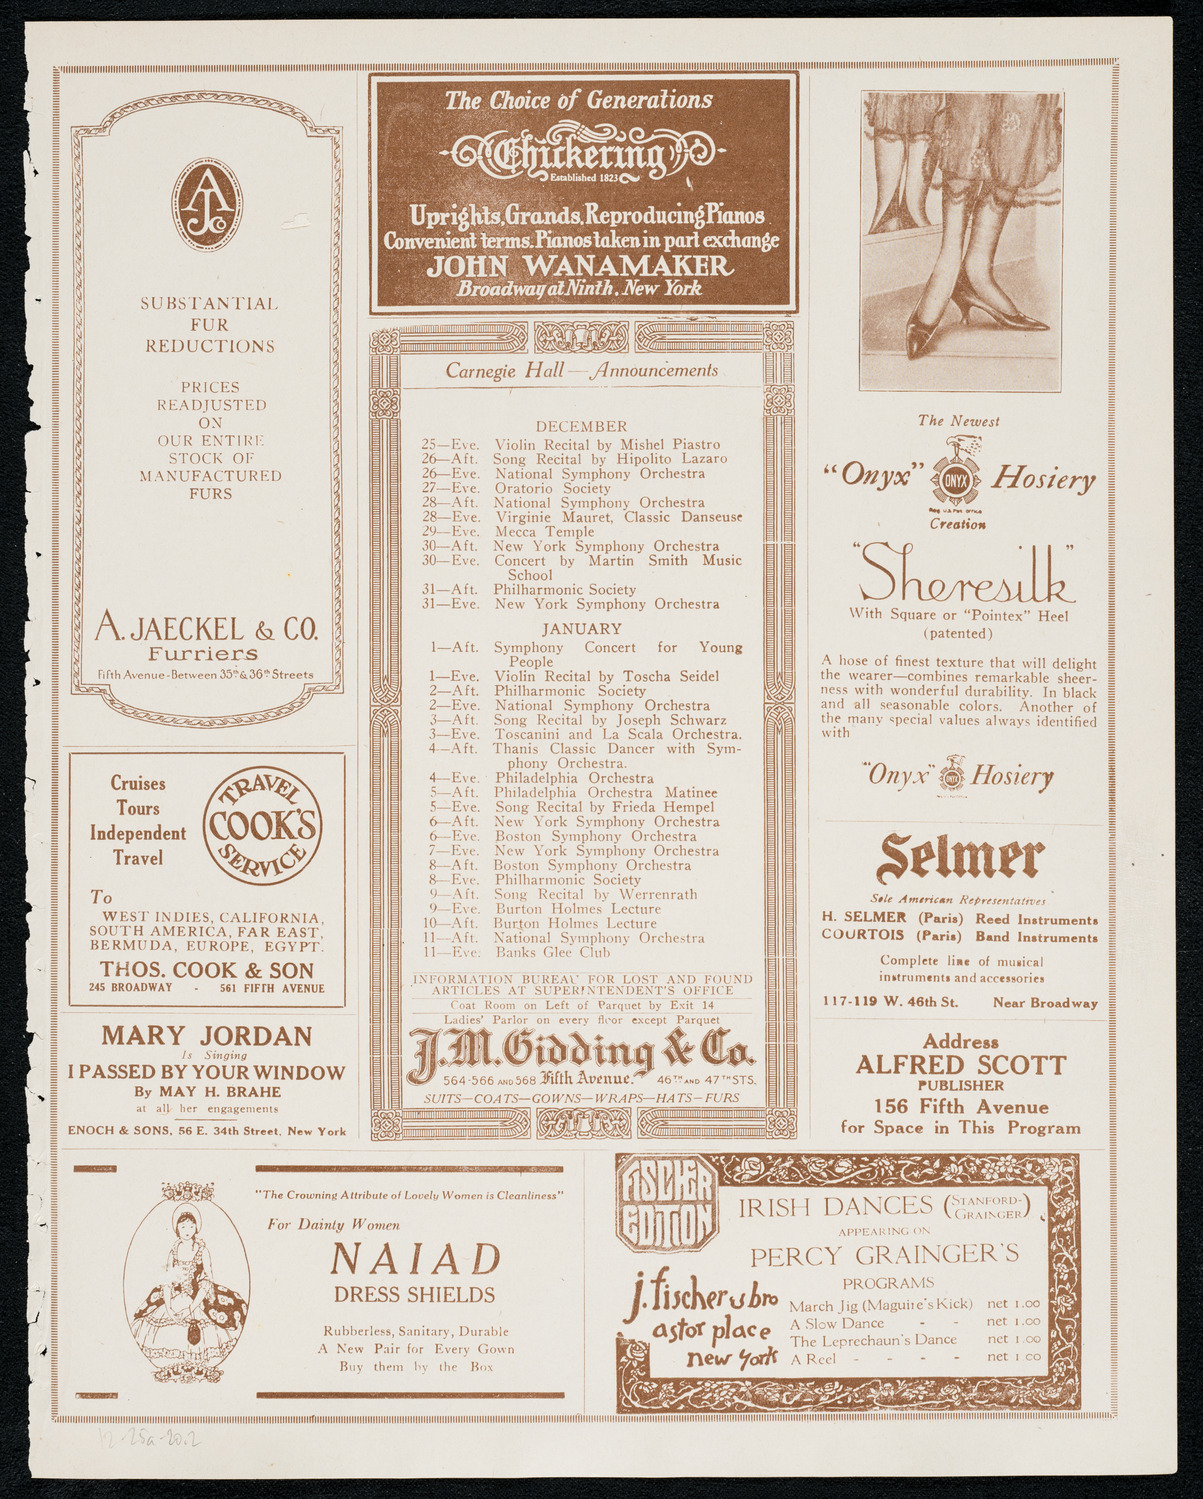 AJCo
SUBSTANTIAL
FUR
REDUCTIONS
PRICES
READJUSTED
ON
OUR ENTIRE
STOCK OF
MANUFACTURED
FURS
A. JAECKEL & CO.
Furriers
Fifth Avenue - Between 35th & 36th Streets
Cruises
Tours
Independent
Travel
TRAVEL
COOK'S
SERVICE
To
WEST INDIES, CALIFORNIA,
SOUTH AMERICA, FAR EAST,
BERMUDA, EUROPE, EGYPT.
THOS. COOK & SON
245 BROADWAY - 561 FIFTH AVENUE
MARY JORDAN
Is Singing
I PASSED BY YOUR WINDOW
By MAY H. BRAHE
at all her engagements
ENOCH & SONS, 56 E. 34th Street, New York
The Choice of Generations
Chickering
Established 1823
Uprights, Grands, Reproducing Pianos
Convenient terms. Pianos taken in part exchange
JOHN WANAMAKER
Broadway at Ninth, New York
Carnegie Hall—Announcements
DECEMBER
25—Eve. Violin Recital by Mishel Piastro
26—Aft. Song Recital by Hipolito Lazaro
26—Eve. National Symphony Orchestra
27—Eve. Oratorio Society
28—Aft. National Symphony Orchestra
28—Eve. Virginie Mauret, Classic Danseuse
29—Eve. Mecca Temple
30—Aft. New York Symphony Orchestra
30—Eve. Concert by Martin Smith Music
School
31—Aft. Philharmonic Society
31—Eve. New York Symphony Orchestra
JANUARY
1—Aft. Symphony Concert for Young
People
1—Eve. Violin Recital by Toscha Seidel
2—Aft. Philharmonic Society
2—Eve. National Symphony Orchestra
3—Aft. Song Recital by Joseph Schwarz
3—Eve. Toscanini and La Scala Orchestra.
4—Aft. Thanis Classic Dancer with Sym-
phony Orchestra.
4—Eve. Philadelphia Orchestra
5—Aft. Philadelphia Orchestra Matinee
5—Eve. Song Recital by Frieda Hempel
6—Aft. New York Symphony Orchestra
6—Eve. Boston Symphony Orchestra
7—Eve. New York Symphony Orchestra
8—Aft. Boston Symphony Orchestra
8—Eve. Philharmonic Society
9—Aft. Song Recital by Werrenrath
9—Eve. Burton Holmes Lecture
10—Aft. Burton Holmes Lecture
11—Aft. National Symphony Orchestra
11—Eve. Banks Glee Club
INFORMATION BUREAU FOR LOST AND FOUND
ARTICLES AT SUPERINTENDENT'S OFFICE
Coat Room on Left of Parquet by Exit 14
Ladies' Parlor on every floor except Parquet
J.M. Gidding & Co.
564-566 AND 568 Fifth Avenue. 46TH AND 47TH STS.
SUITS—COATS—GOWNS—WRAPS—HATS—FURS
The Newest
"Onyx" ONYX Hosiery
Reg. U.S. Pat. Office
Creation
"Sheresilk"
With Square or "Pointex" Heel
(patented)
A hose of finest texture that will delight
the wearer—combines remarkable sheer-
ness with wonderful durability. In black
and all seasonable colors. Another of
the many special values always identified
with
"Onyx" ONYX Hosiery
Selmer
Sole American Representatives
H. SELMER (Paris) Reed Instruments
COURTOIS (Paris) Band Instruments
Complete line of musical
instruments and accessories
117-119 W. 46th St. Near Broadway
Address
ALFRED SCOTT
PUBLISHER
156 Fifth Avenue
for Space in This Program
"The Crowning Attribute of Lovely Women is Cleanliness"
For Dainty Women
NAIAD
DRESS SHIELDS
Rubberless, Sanitary, Durable
A New Pair for Every Gown
Buy them by the Box
FISCHER
EDITION
IRISH DANCES (STANFORD-
GRAINGER)
APPEARING ON
PERCY GRAINGER'S
PROGRAMS
j. fischer & bro
astor place
new york
March Jig (Maguire's Kick) net 1.00
A Slow Dance - - net 1.00
The Leprechaun's Dance net 1.00
A Reel - - - - net 1.00
12-25a-20.2